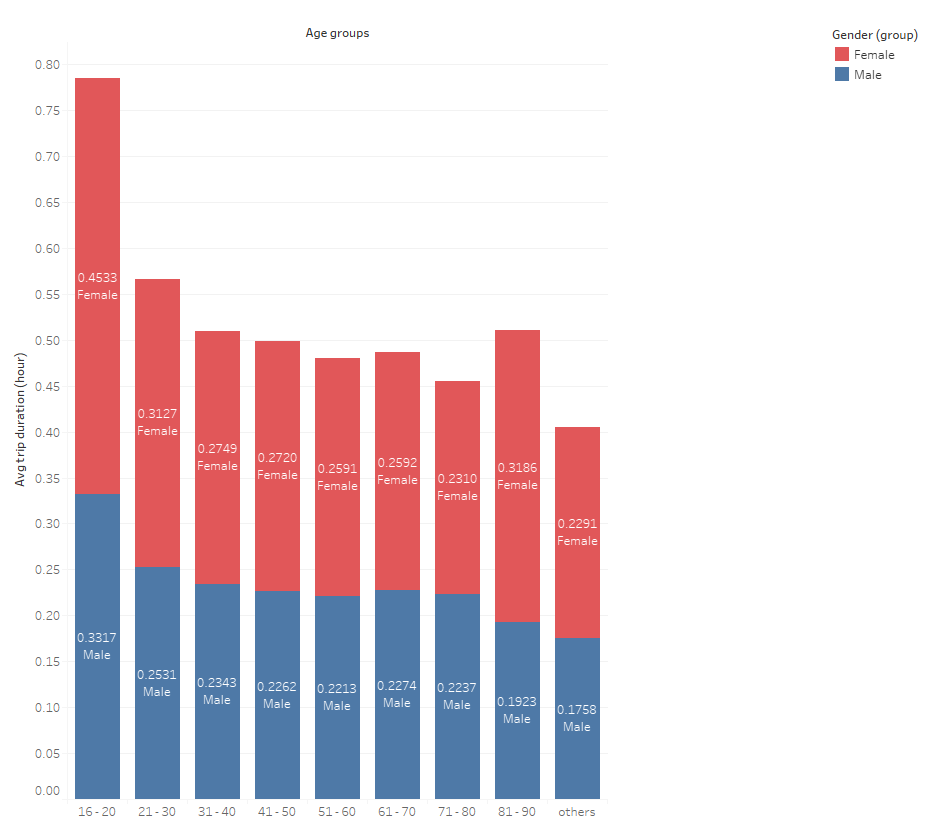 Age groups
Gender (group)
Female
Male
Avg trip duration (hour)
0.80
0.75
0.70
0.65
0.60
0.55
0.50
0.45
0.40
0.35
0.30
0.25
0.20
0.15
0.10
0.05
0.00
0.4533
Female
0.3317
Male
0.3127
Female
0.2531
Male
0.2749
Female
0.2343
Male
0.2720
Female
0.2262
Male
0.2591
Female
0.2213
Male
0.2592
Female
0.2274
Male
0.2310
Female
0.2237
Male
0.3186
Female
0.1923
Male
0.2291
Female
0.1758
Male
16 - 20 21 - 30 31 - 40 41 - 50 51 - 60 61 - 70 71 - 80 81 - 90 others